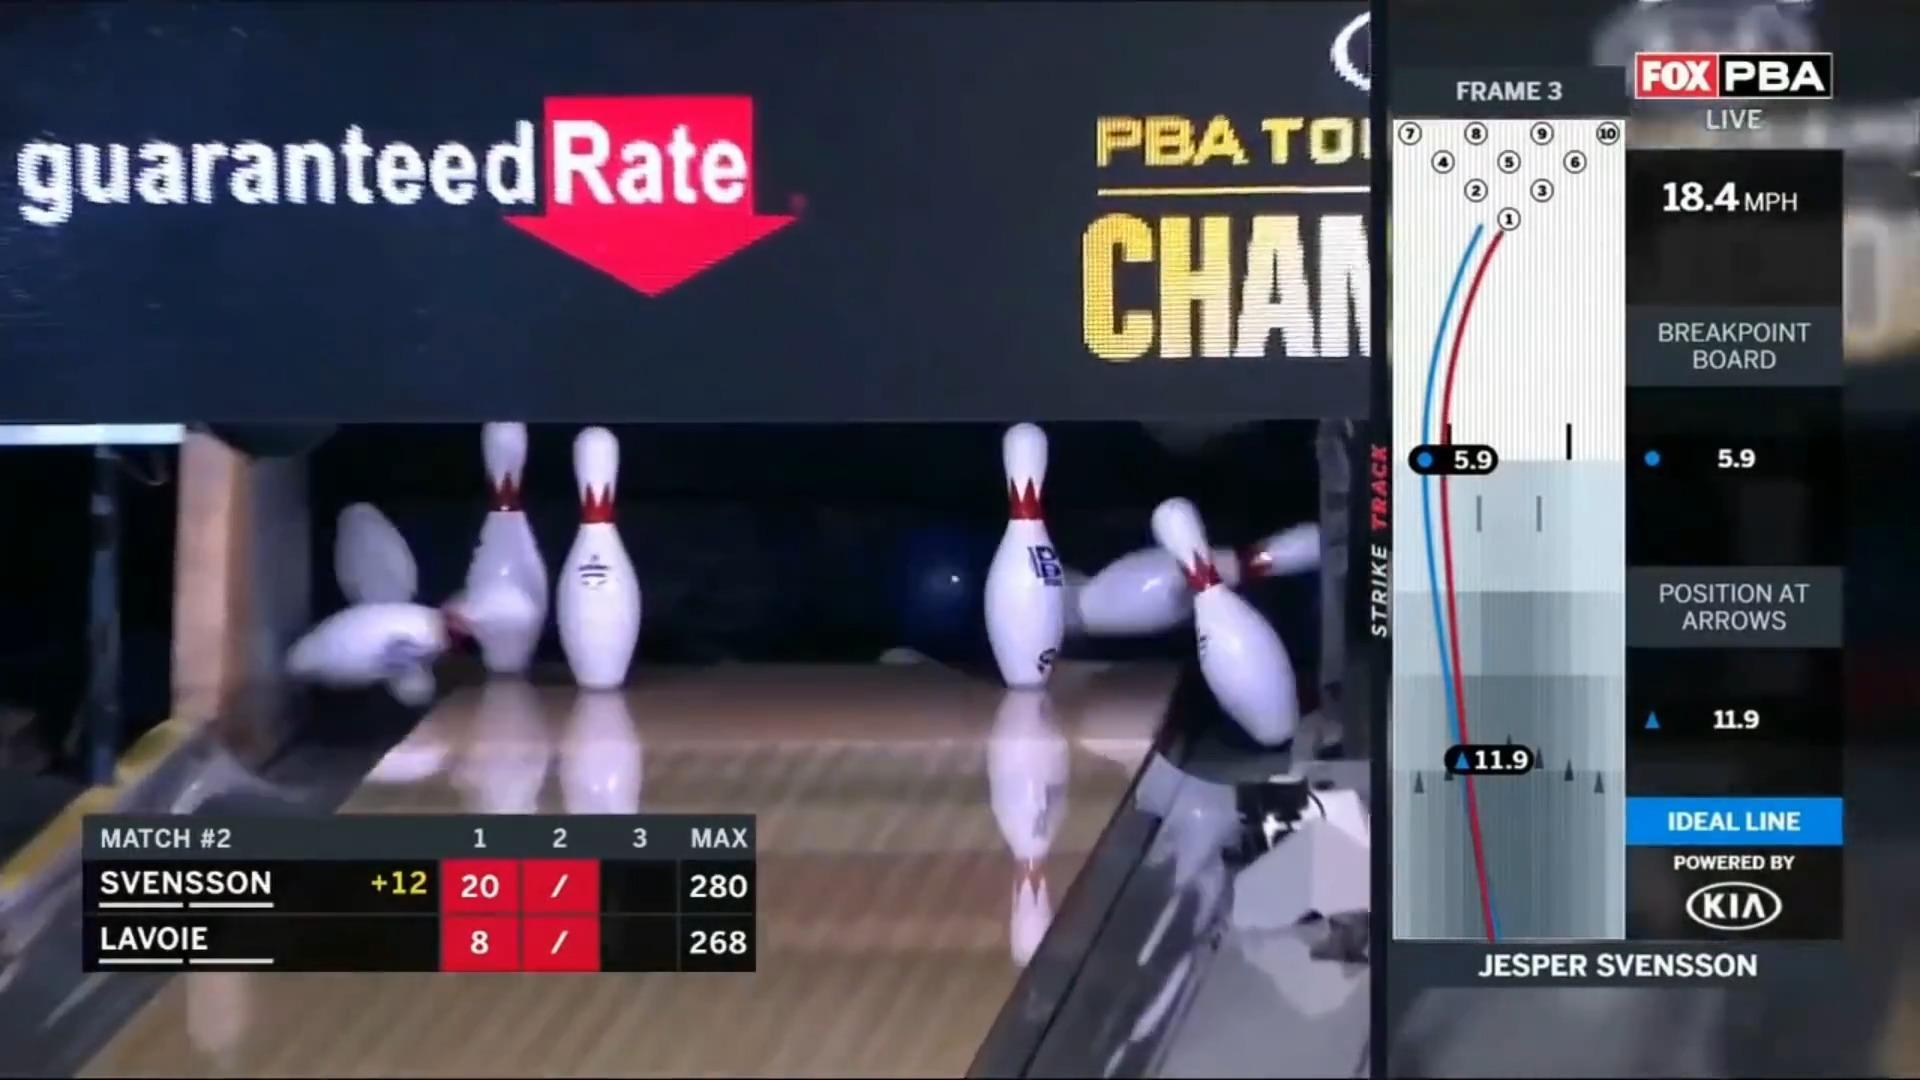 guaranteed Rate
PBA TO
CHAM
FRAME 3
7 8 9 10
4 5 6
2 3
1
5.9
11.9
STRIKE TRACK
FOX PBA
LIVE
18.4 MPH
BREAKPOINT
BOARD
5.9
POSITION AT
ARROWS
11.9
IDEAL LINE
POWERED BY
KIA
JESPER SVENSSON
MATCH #2 1 2 3 MAX
SVENSSON +12 20 / 280
LAVOIE 8 / 268